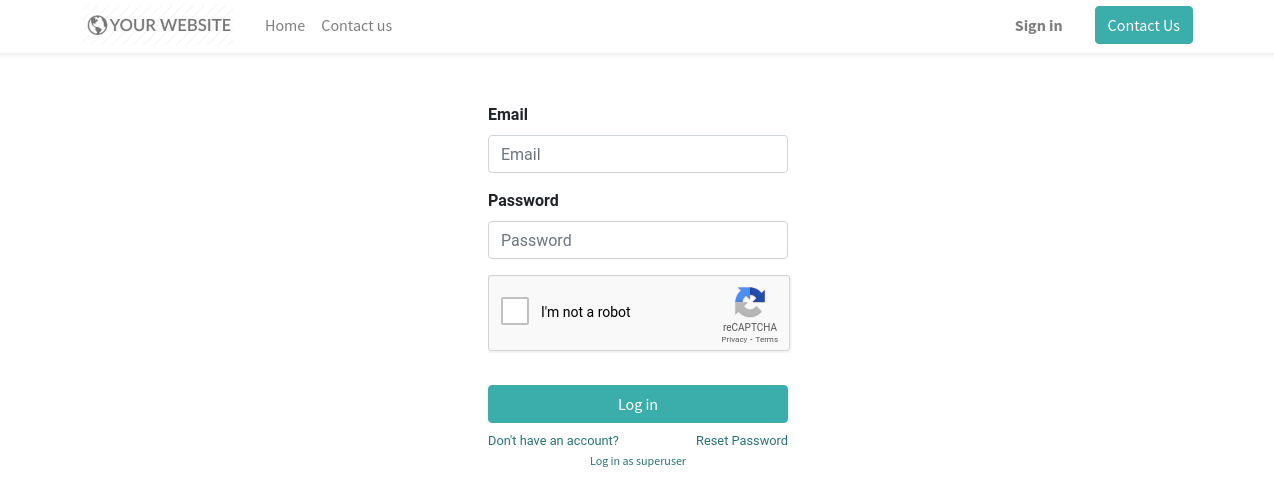 YOUR WEBSITE Home Contact us Sign in Contact Us
Email
Email
Password
Password
I'm not a robot
reCAPTCHA
Privacy - Terms
Log in
Don't have an account? Reset Password
Log in as superuser